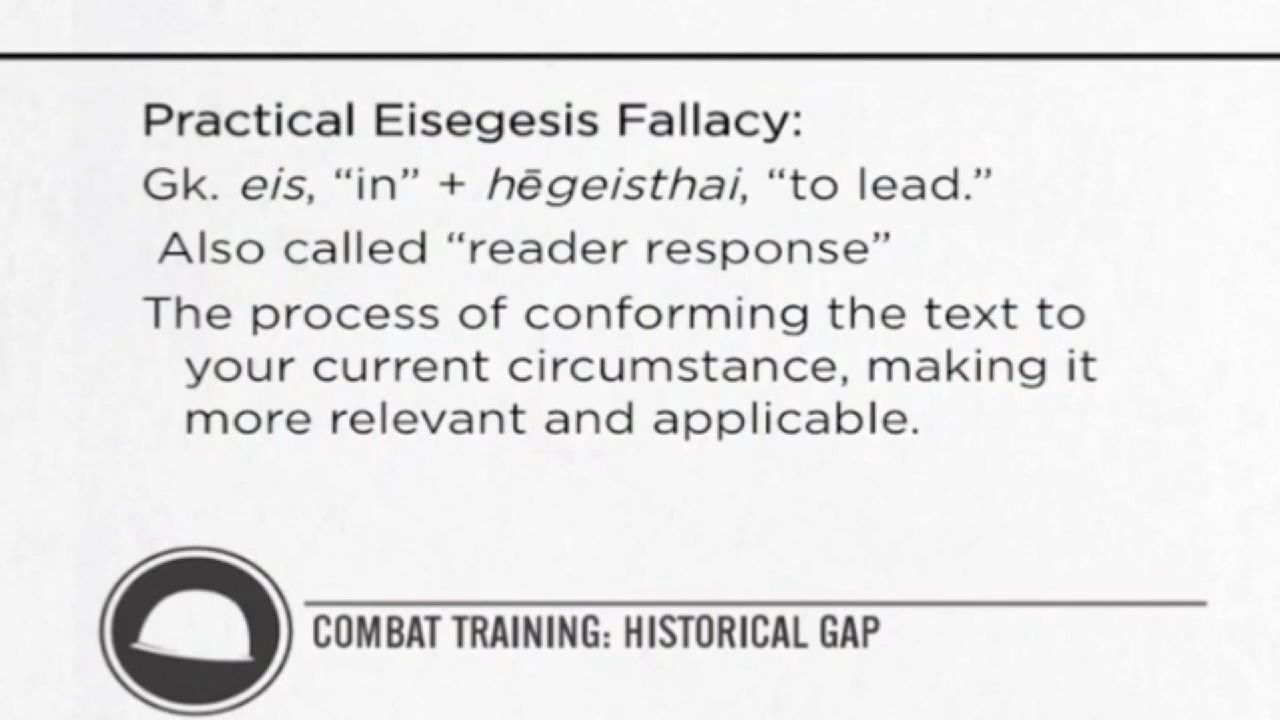 Practical Eisegesis Fallacy:
Gk. eis, “in” + hēgeisthai, “to lead.”
Also called “reader response”
The process of conforming the text to
your current circumstance, making it
more relevant and applicable.
COMBAT TRAINING: HISTORICAL GAP